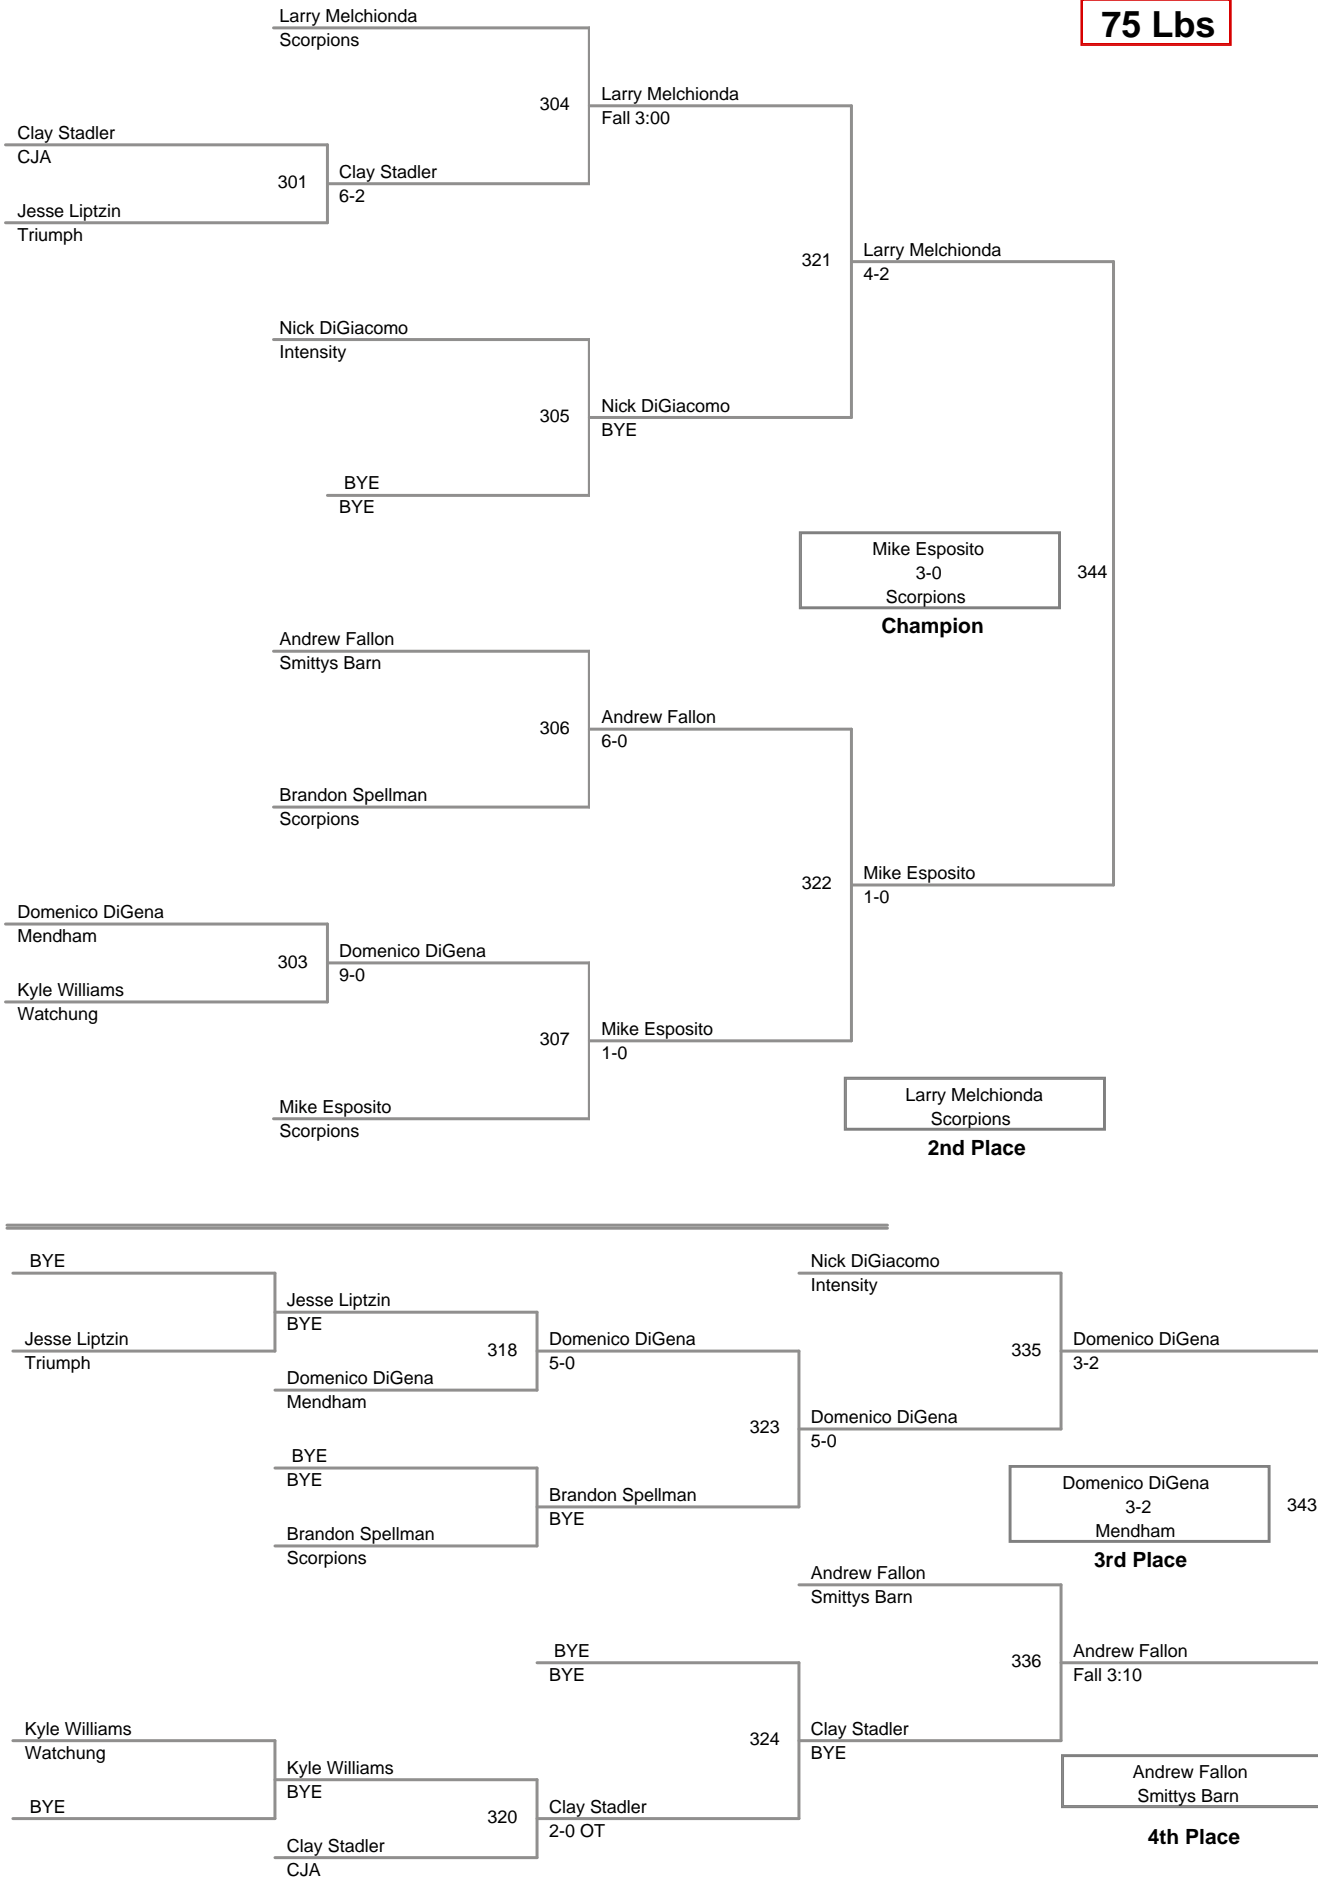 75 Lbs
Larry Melchionda
Scorpions
304
Larry Melchionda
Fall 3:00
Clay Stadler
CJA
301
Clay Stadler
6-2
Jesse Liptzin
Triumph
321
Larry Melchionda
4-2
Nick DiGiacomo
Intensity
305
Nick DiGiacomo
BYE
BYE
BYE
Mike Esposito
3-0
Scorpions
344
Champion
Andrew Fallon
Smittys Barn
306
Andrew Fallon
6-0
Brandon Spellman
Scorpions
322
Mike Esposito
1-0
Domenico DiGena
Mendham
303
Domenico DiGena
9-0
Kyle Williams
Watchung
307
Mike Esposito
1-0
Mike Esposito
Scorpions
Larry Melchionda
Scorpions
2nd Place
BYE
Jesse Liptzin
BYE
Jesse Liptzin
Triumph
318
Domenico DiGena
5-0
Domenico DiGena
Mendham
Nick DiGiacomo
Intensity
335
Domenico DiGena
3-2
323
Domenico DiGena
5-0
BYE
BYE
Brandon Spellman
BYE
Brandon Spellman
Scorpions
Domenico DiGena
3-2
Mendham
343
3rd Place
Andrew Fallon
Smittys Barn
BYE
BYE
336
Andrew Fallon
Fall 3:10
324
Clay Stadler
BYE
Kyle Williams
Watchung
Kyle Williams
BYE
BYE
320
Clay Stadler
2-0 OT
Clay Stadler
CJA
Andrew Fallon
Smittys Barn
4th Place